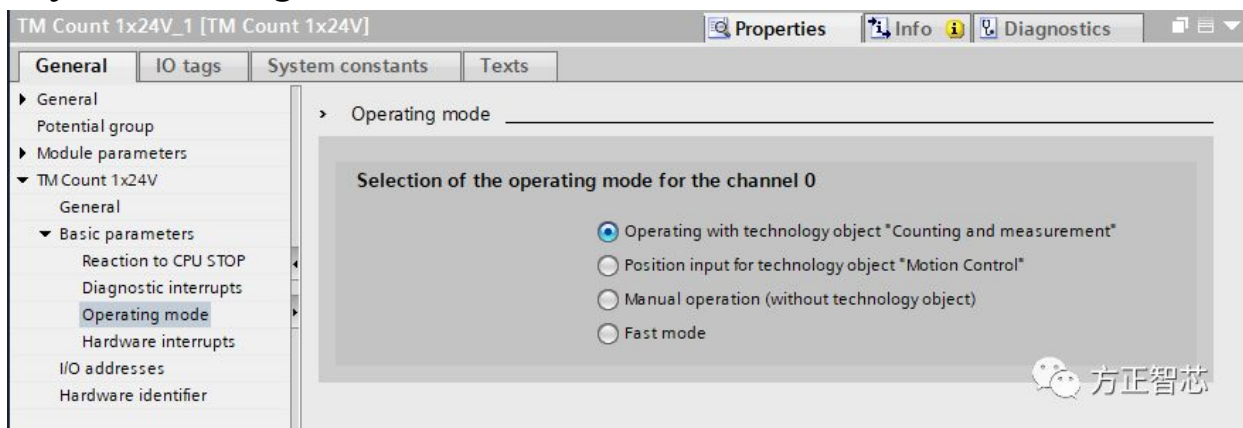 TM Count 1x24V_1 [TM Count 1x24V]
Properties
Info
Diagnostics
General
IO tags
System constants
Texts
General
Potential group
Module parameters
TM Count 1x24V
General
Basic parameters
Reaction to CPU STOP
Diagnostic interrupts
Operating mode
Hardware interrupts
I/O addresses
Hardware identifier
Operating mode
Selection of the operating mode for the channel 0
Operating with technology object "Counting and measurement"
Position input for technology object "Motion Control"
Manual operation (without technology object)
Fast mode
方正智芯